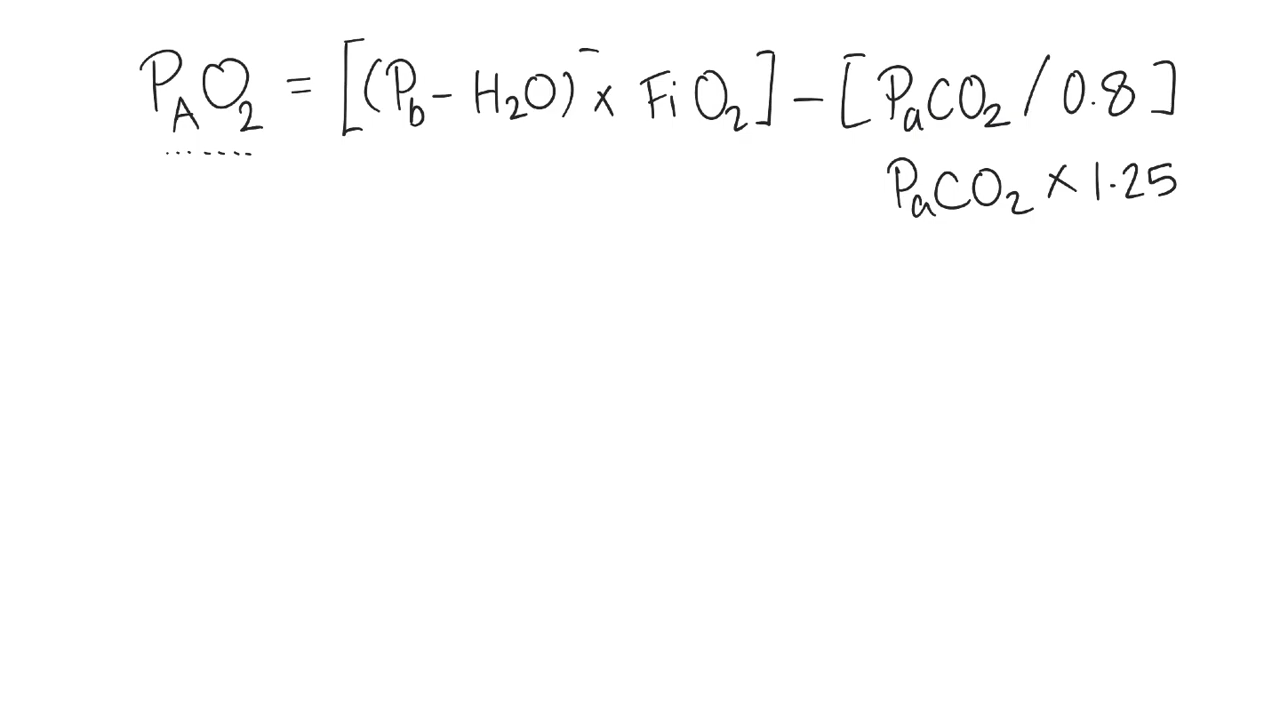 PAO2 = [(Pb - H2O) x FiO2] - [PaCO2 / 0.8]
PaCO2 x 1.25